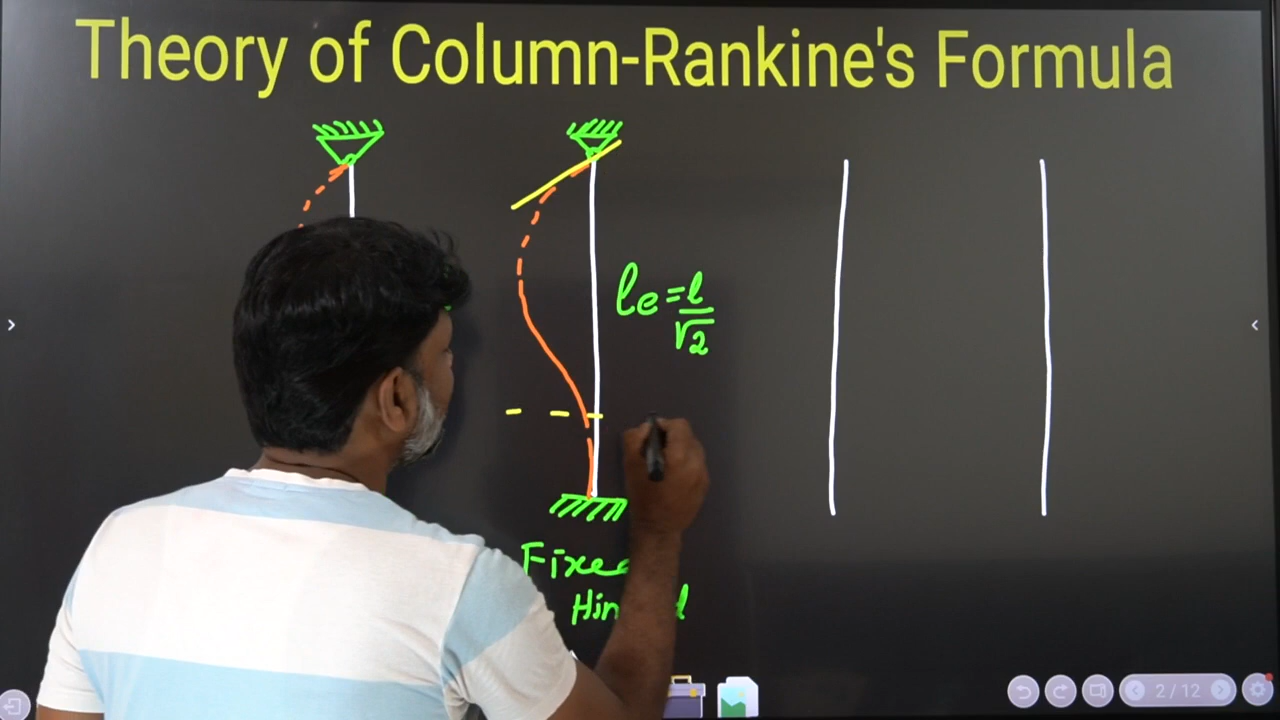 Theory of Column-Rankine's Formula
le = l/√2
2/12